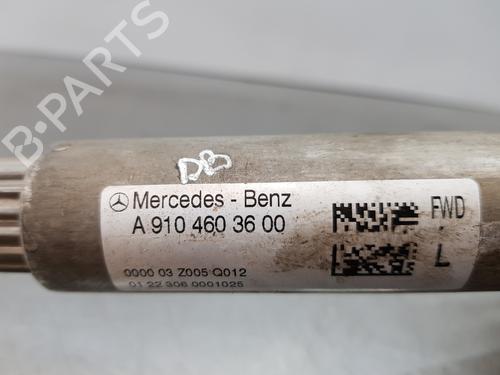 B-PARTS
DB
Mercedes - Benz
A 910 460 36 00
FWD
L
0000 03 Z005 Q012
01 22 306 0001025